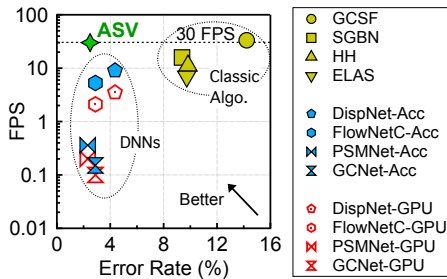 100
10
1
0.1
0.01
FPS
0
4
8
12
16
Error Rate (%)
ASV
30 FPS
Classic
Algo.
DNNs
Better
GCSF
SGBN
HH
ELAS
DispNet-Acc
FlowNetC-Acc
PSMNet-Acc
GCNet-Acc
DispNet-GPU
FlowNetC-GPU
PSMNet-GPU
GCNet-GPU